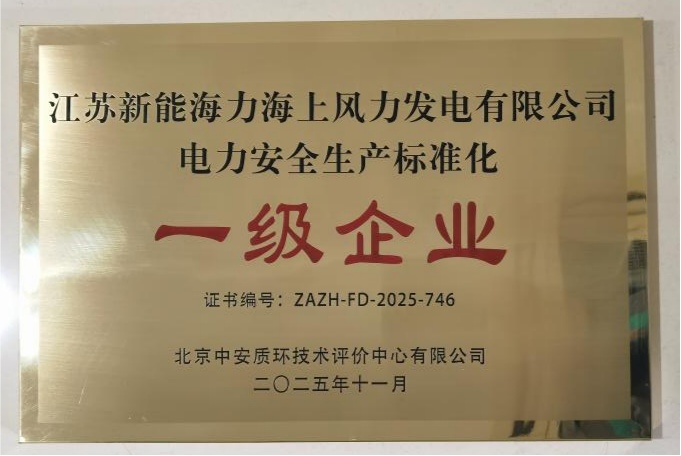 江苏新能海力海上风力发电有限公司
电力安全生产标准化
一级企业
证书编号：ZAZH-FD-2025-746
北京中安质环技术评价中心有限公司
二〇二五年十一月